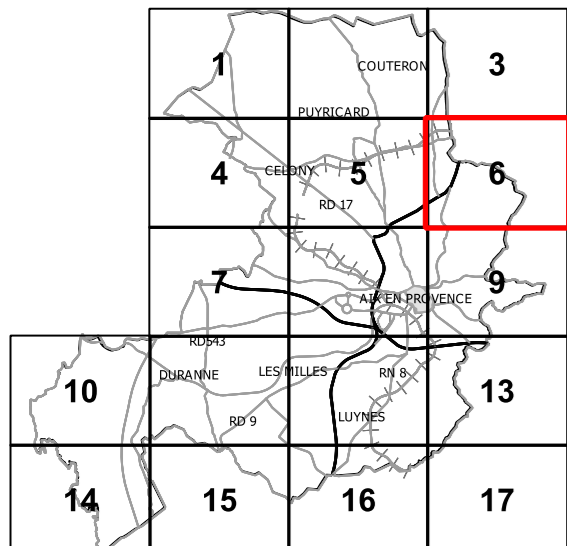 1
COUTERON
3
PUYRICARD
4
CELONY
5
6
RD 17
7
9
AIX EN PROVENCE
RD543
10
DURANNE
LES MILLES
RN 8
13
RD 9
LUYNES
14
15
16
17